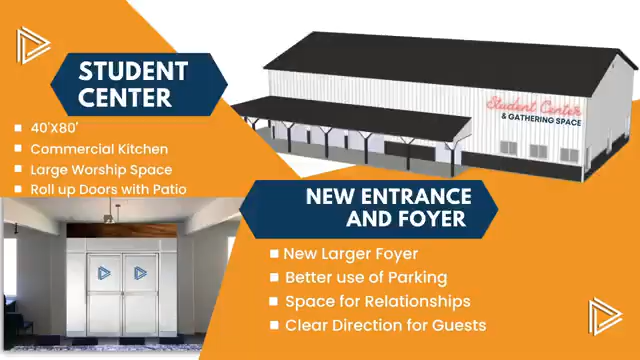 STUDENT
CENTER
40'X80'
Commercial Kitchen
Large Worship Space
Roll up Doors with Patio
Student Center
& GATHERING SPACE
NEW ENTRANCE
AND FOYER
New Larger Foyer
Better use of Parking
Space for Relationships
Clear Direction for Guests